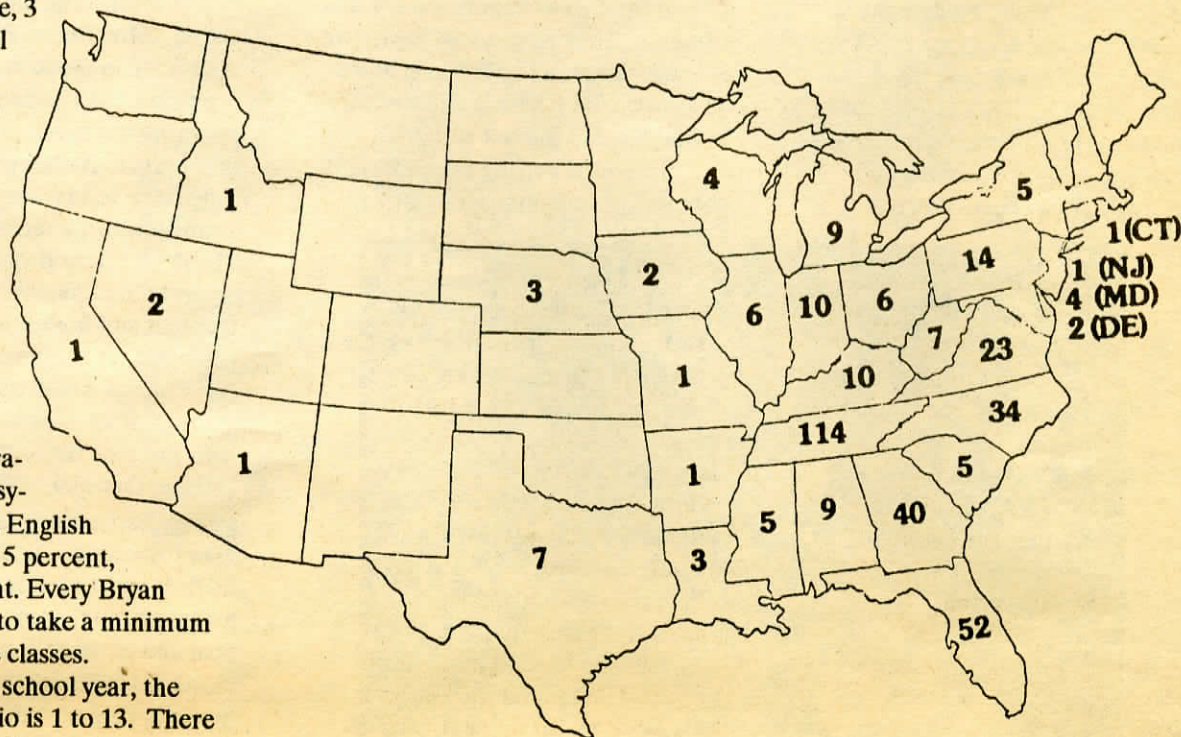 e, 3
l
ra-
sy-
English
5 percent,
nt. Every Bryan
to take a minimum
classes.
school year, the
io is 1 to 13. There
4
5
1
9
1 (CT)
14
1 (NJ)
2
3
4 (MD)
2
6
10
6
2 (DE)
7
23
1
1
10
34
114
1
1
5
5
9
40
3
7
52